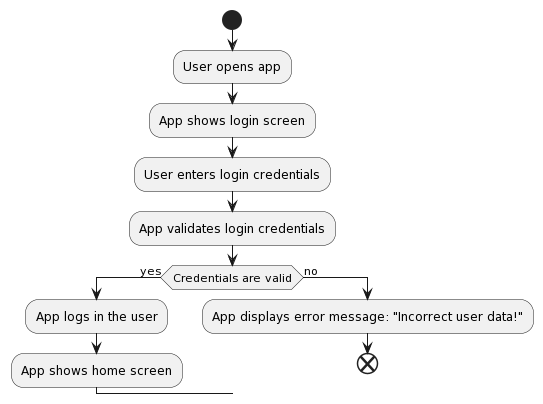 User opens app
App shows login screen
User enters login credentials
App validates login credentials
yes
Credentials are valid
no
App logs in the user
App displays error message: "Incorrect user data!"
App shows home screen